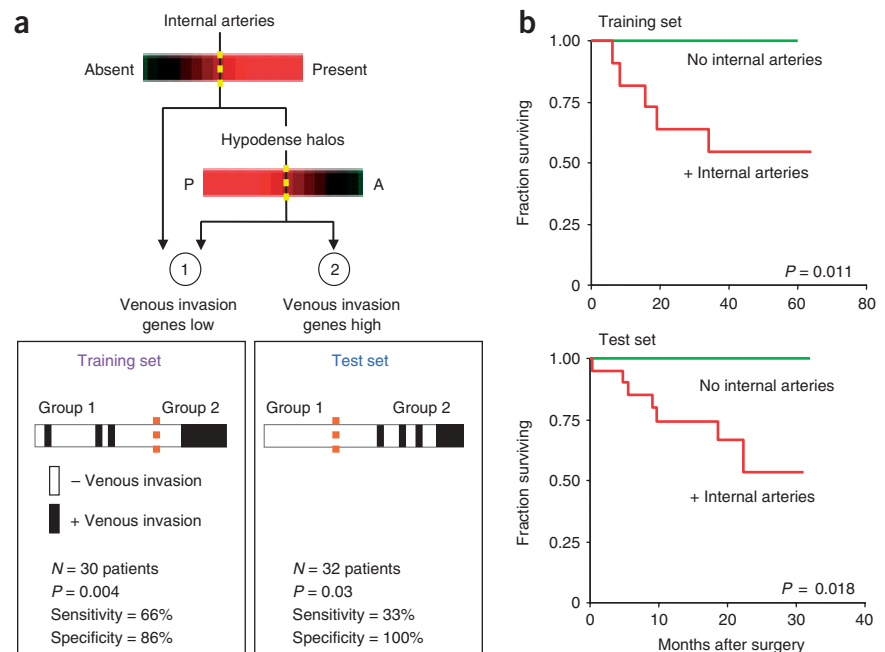 a
Internal arteries
Absent
Present
Hypodense halos
P
A
1
2
Venous invasion
genes low
Venous invasion
genes high
Training set
Group 1
Group 2
– Venous invasion
+ Venous invasion
N = 30 patients
P = 0.004
Sensitivity = 66%
Specificity = 86%
Test set
Group 1
Group 2
N = 32 patients
P = 0.03
Sensitivity = 33%
Specificity = 100%
b
Training set
Fraction surviving
1.00
0.75
0.50
0.25
0
No internal arteries
+ Internal arteries
P = 0.011
0 20 40 60 80
Test set
Fraction surviving
1.00
0.75
0.50
0.25
0
No internal arteries
+ Internal arteries
P = 0.018
0 10 20 30 40
Months after surgery